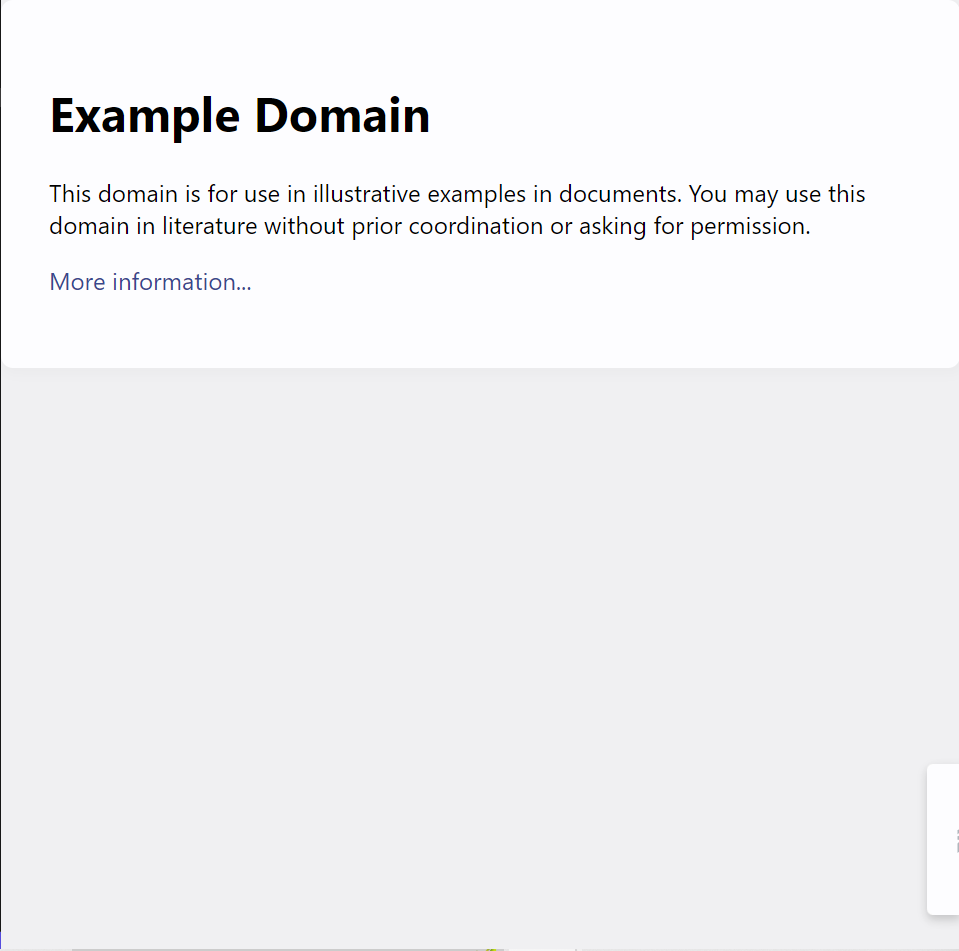 Example Domain
This domain is for use in illustrative examples in documents. You may use this
domain in literature without prior coordination or asking for permission.
More information...